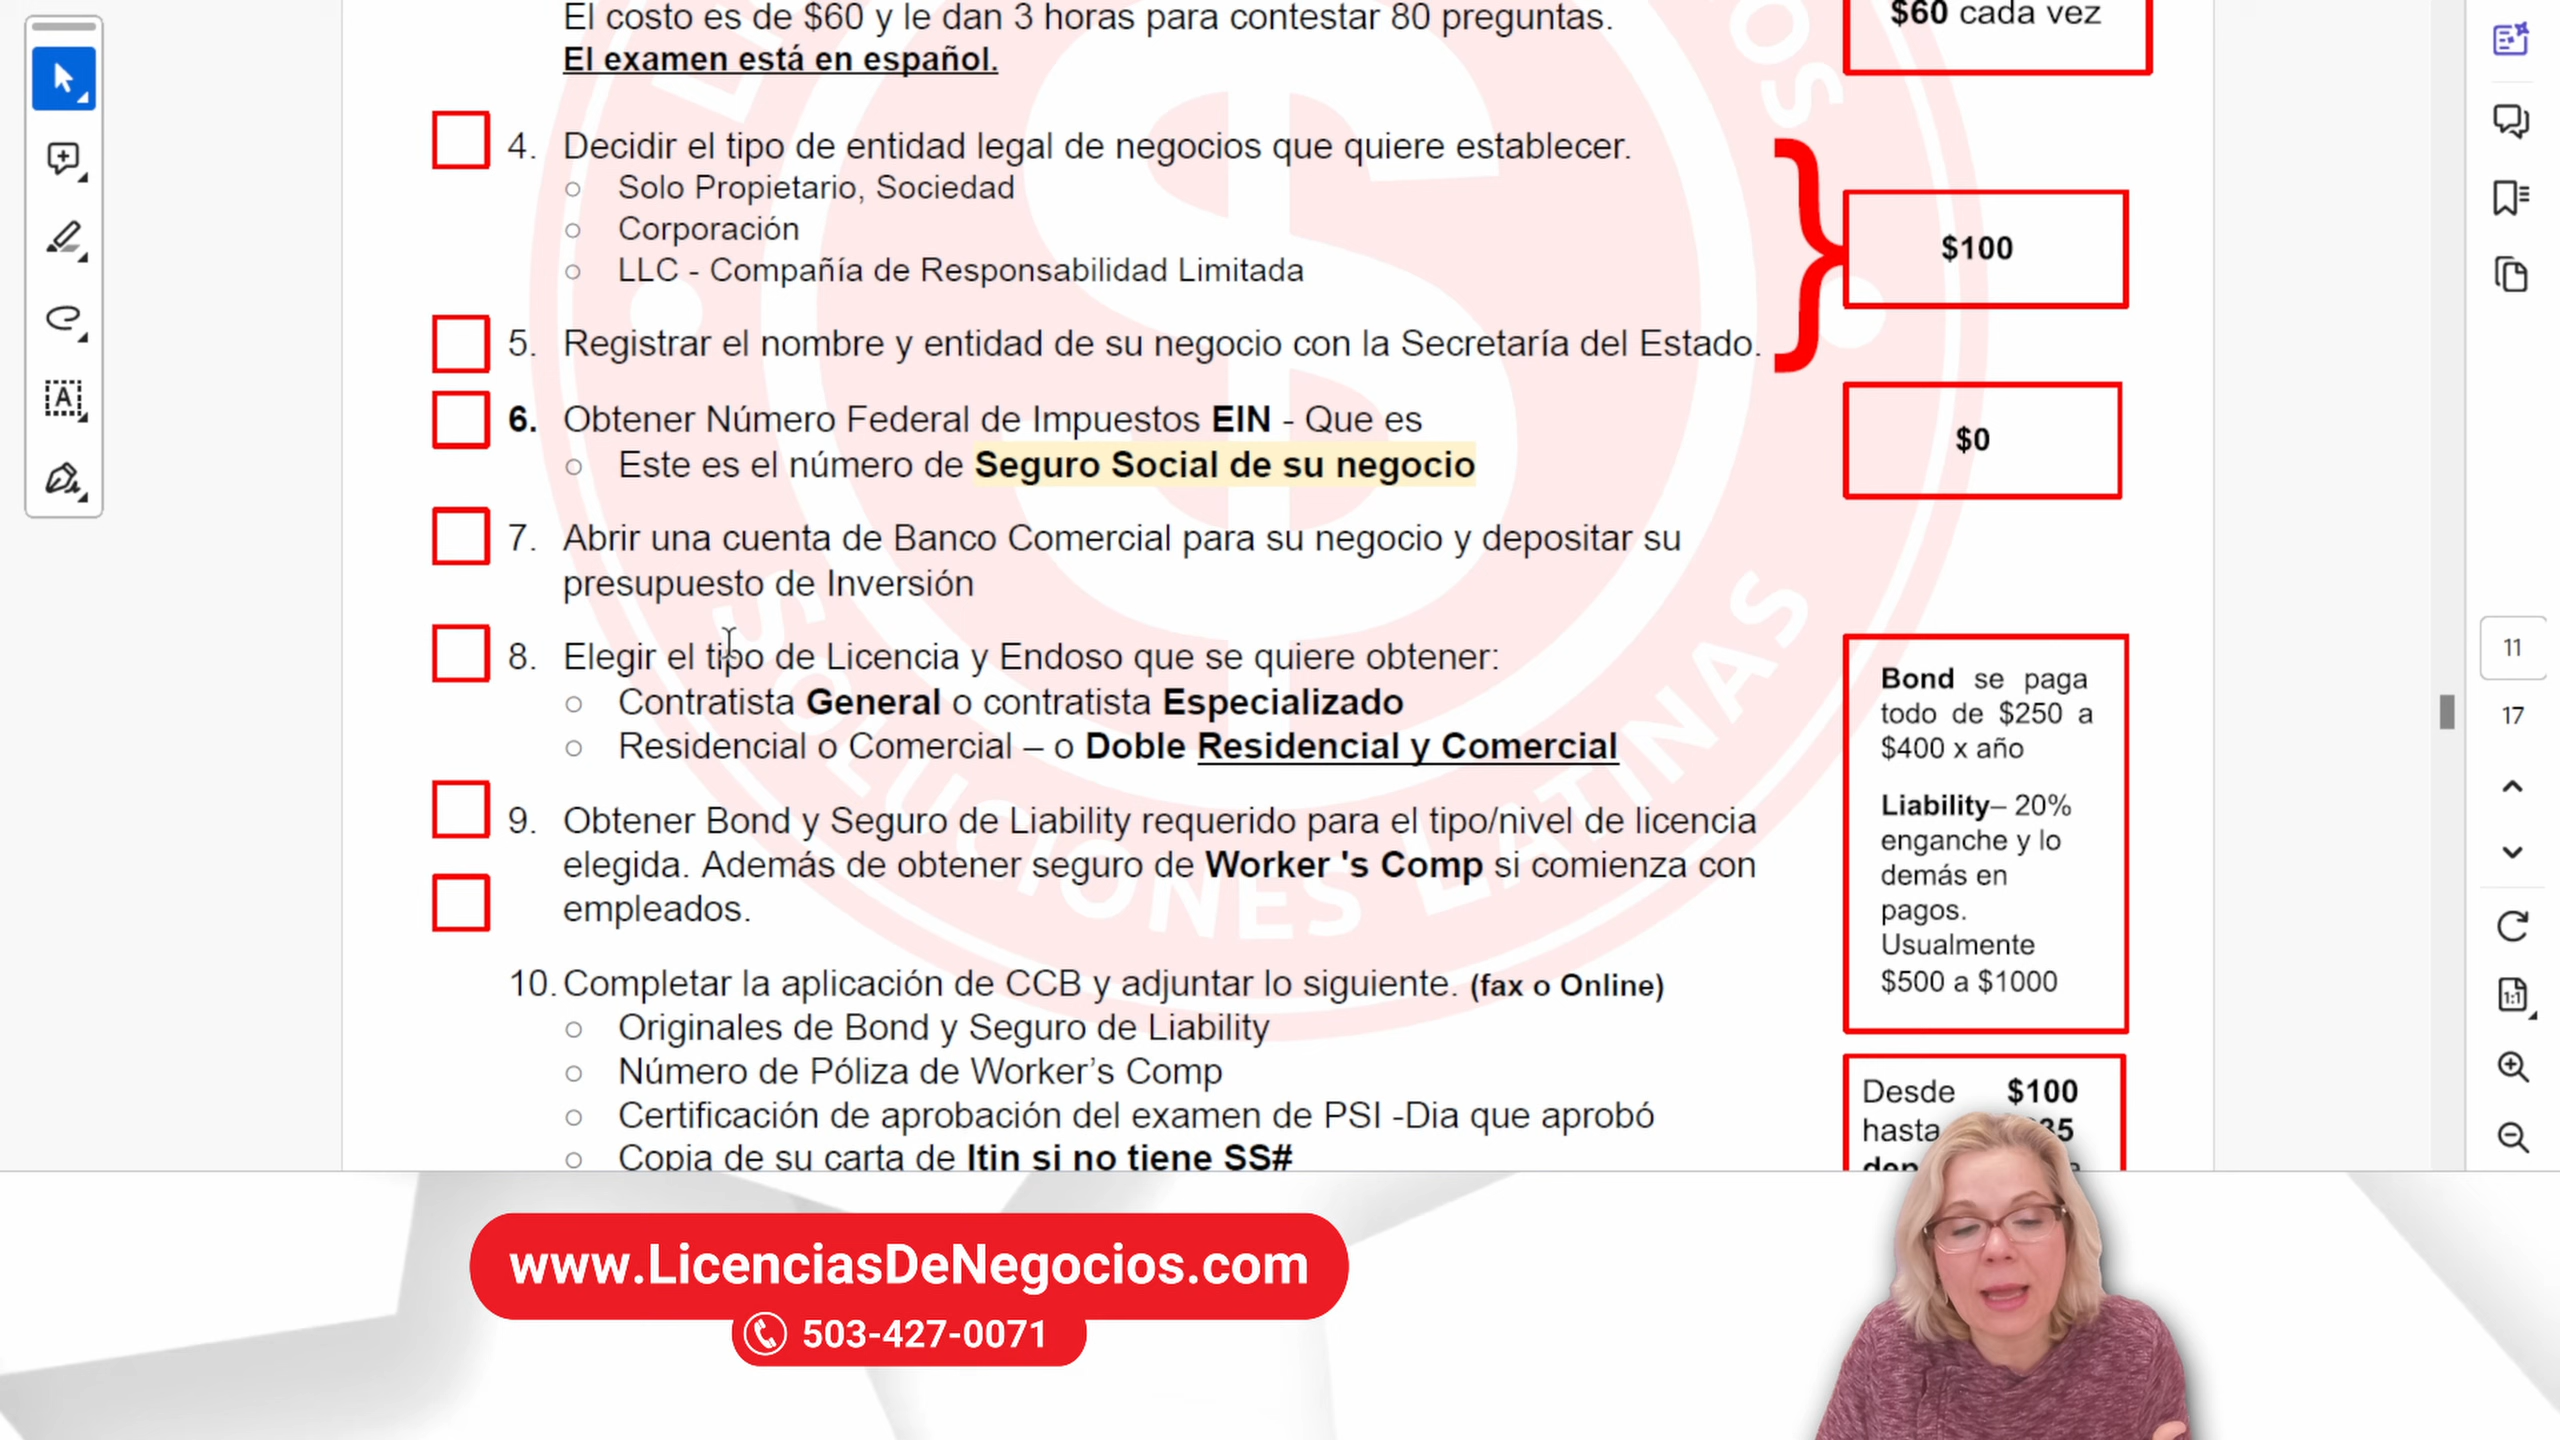 El costo es de $60 y le dan 3 horas para contestar 80 preguntas.
El examen está en español.
$60 cada vez
4. Decidir el tipo de entidad legal de negocios que quiere establecer.
○ Solo Propietario, Sociedad
○ Corporación
○ LLC - Compañía de Responsabilidad Limitada
$100
5. Registrar el nombre y entidad de su negocio con la Secretaría del Estado.
6. Obtener Número Federal de Impuestos EIN - Que es
○ Este es el número de Seguro Social de su negocio
$0
7. Abrir una cuenta de Banco Comercial para su negocio y depositar su
presupuesto de Inversión
8. Elegir el tipo de Licencia y Endoso que se quiere obtener:
○ Contratista General o contratista Especializado
○ Residencial o Comercial – o Doble Residencial y Comercial
9. Obtener Bond y Seguro de Liability requerido para el tipo/nivel de licencia
elegida. Además de obtener seguro de Worker 's Comp si comienza con
empleados.
Bond se paga
todo de $250 a
$400 x año
Liability– 20%
enganche y lo
demás en
pagos.
Usualmente
$500 a $1000
10. Completar la aplicación de CCB y adjuntar lo siguiente. (fax o Online)
○ Originales de Bond y Seguro de Liability
○ Número de Póliza de Worker’s Comp
○ Certificación de aprobación del examen de PSI -Dia que aprobó
○ Copia de su carta de Itin si no tiene SS#
Desde $100
hasta
SOLUCIONES LATINAS
11
17
www.LicenciasDeNegocios.com
503-427-0071